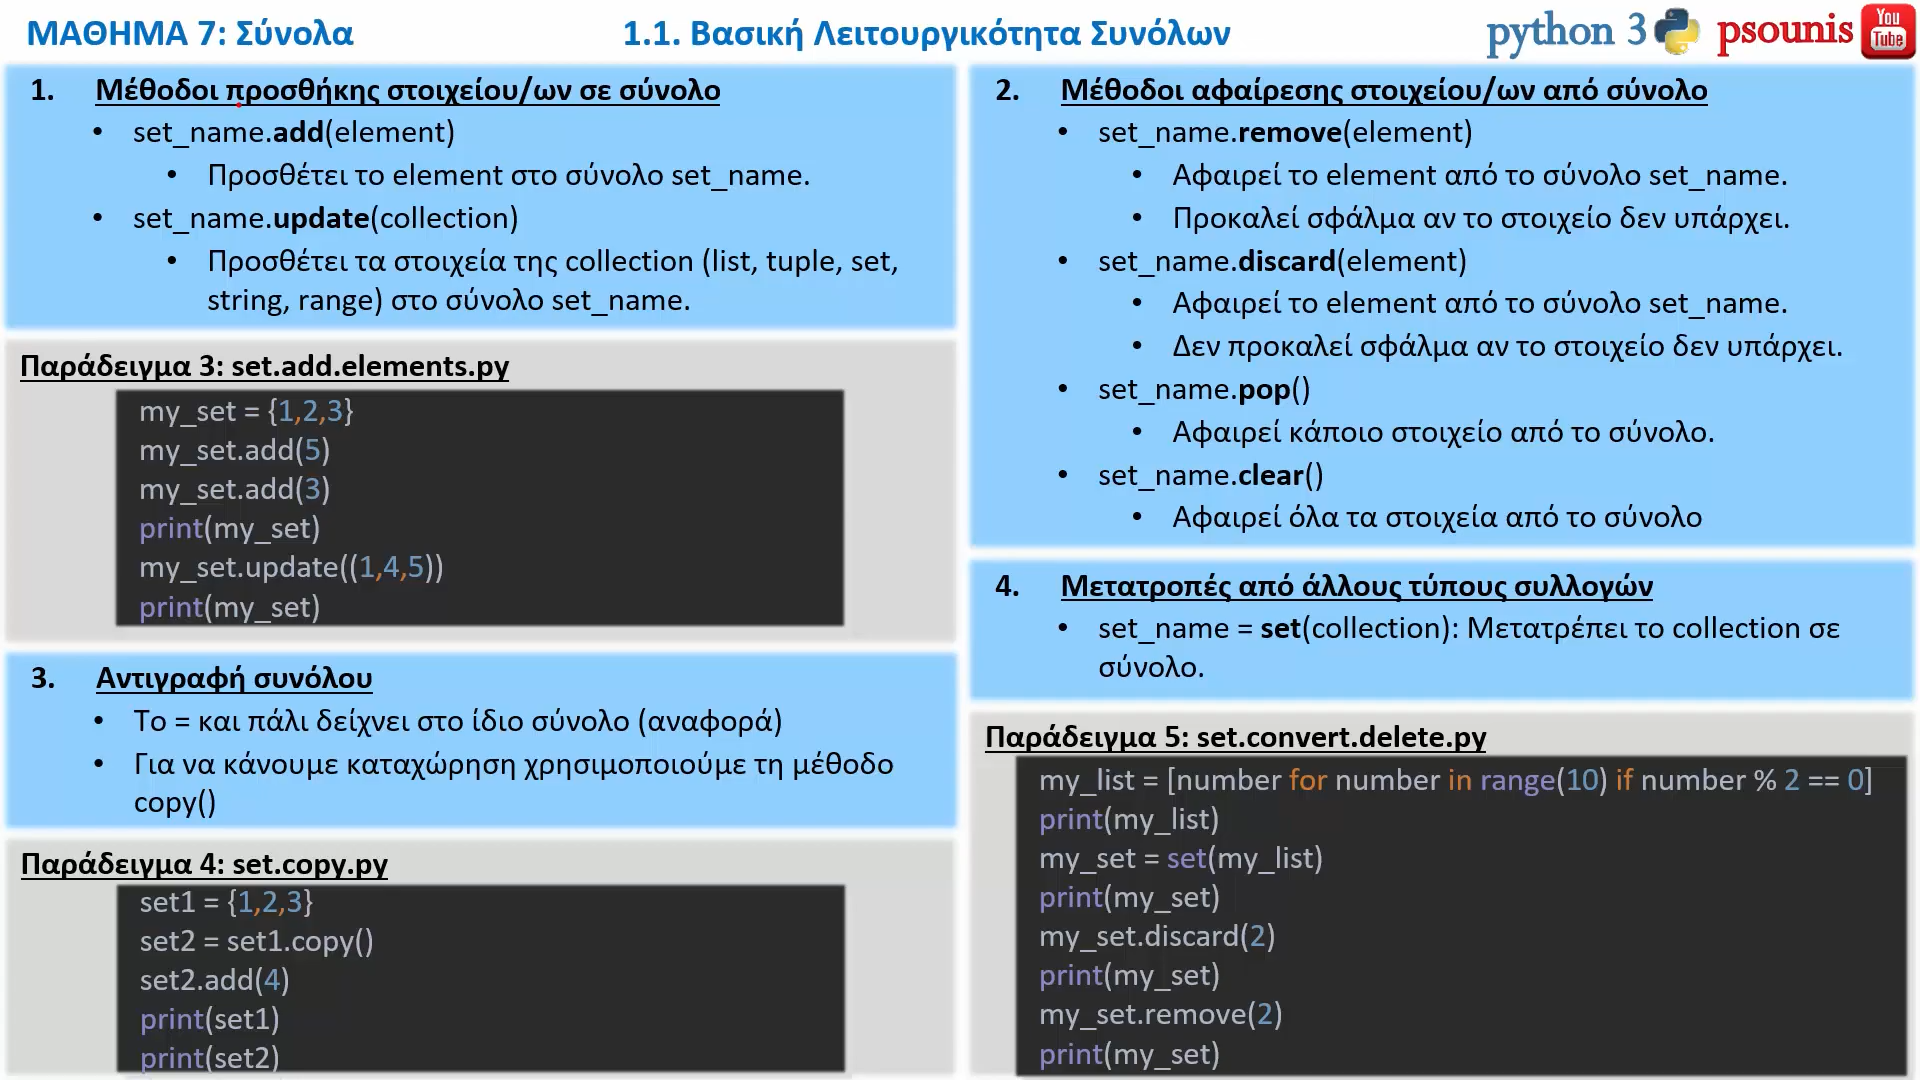 ΜΑΘΗΜΑ 7: Σύνολα
1.1. Βασική Λειτουργικότητα Συνόλων
python 3
psounis
You
Tube
1. Μέθοδοι προσθήκης στοιχείου/ων σε σύνολο
• set_name.add(element)
• Προσθέτει το element στο σύνολο set_name.
• set_name.update(collection)
• Προσθέτει τα στοιχεία της collection (list, tuple, set,
string, range) στο σύνολο set_name.
Παράδειγμα 3: set.add.elements.py
my_set = {1,2,3}
my_set.add(5)
my_set.add(3)
print(my_set)
my_set.update((1,4,5))
print(my_set)
3. Αντιγραφή συνόλου
• Το = και πάλι δείχνει στο ίδιο σύνολο (αναφορά)
• Για να κάνουμε καταχώρηση χρησιμοποιούμε τη μέθοδο
copy()
Παράδειγμα 4: set.copy.py
set1 = {1,2,3}
set2 = set1.copy()
set2.add(4)
print(set1)
print(set2)
2. Μέθοδοι αφαίρεσης στοιχείου/ων από σύνολο
• set_name.remove(element)
• Αφαιρεί το element από το σύνολο set_name.
• Προκαλεί σφάλμα αν το στοιχείο δεν υπάρχει.
• set_name.discard(element)
• Αφαιρεί το element από το σύνολο set_name.
• Δεν προκαλεί σφάλμα αν το στοιχείο δεν υπάρχει.
• set_name.pop()
• Αφαιρεί κάποιο στοιχείο από το σύνολο.
• set_name.clear()
• Αφαιρεί όλα τα στοιχεία από το σύνολο
4. Μετατροπές από άλλους τύπους συλλογών
• set_name = set(collection): Μετατρέπει το collection σε
σύνολο.
Παράδειγμα 5: set.convert.delete.py
my_list = [number for number in range(10) if number % 2 == 0]
print(my_list)
my_set = set(my_list)
print(my_set)
my_set.discard(2)
print(my_set)
my_set.remove(2)
print(my_set)